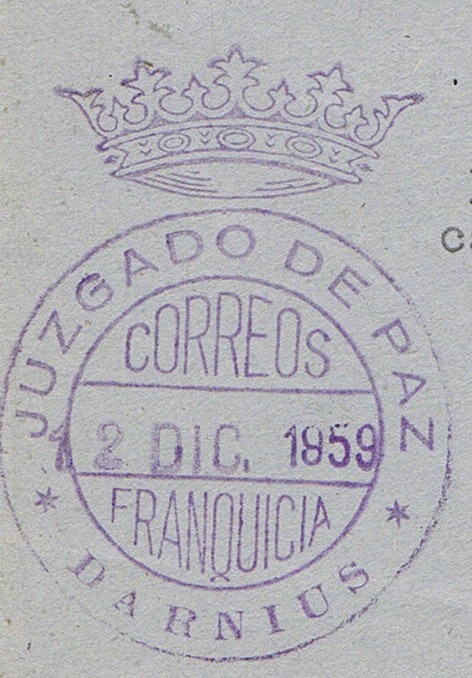 JUZGADO DE PAZ
CORREOS
2 DIC. 1959
FRANQUICIA
* DARNIUS *